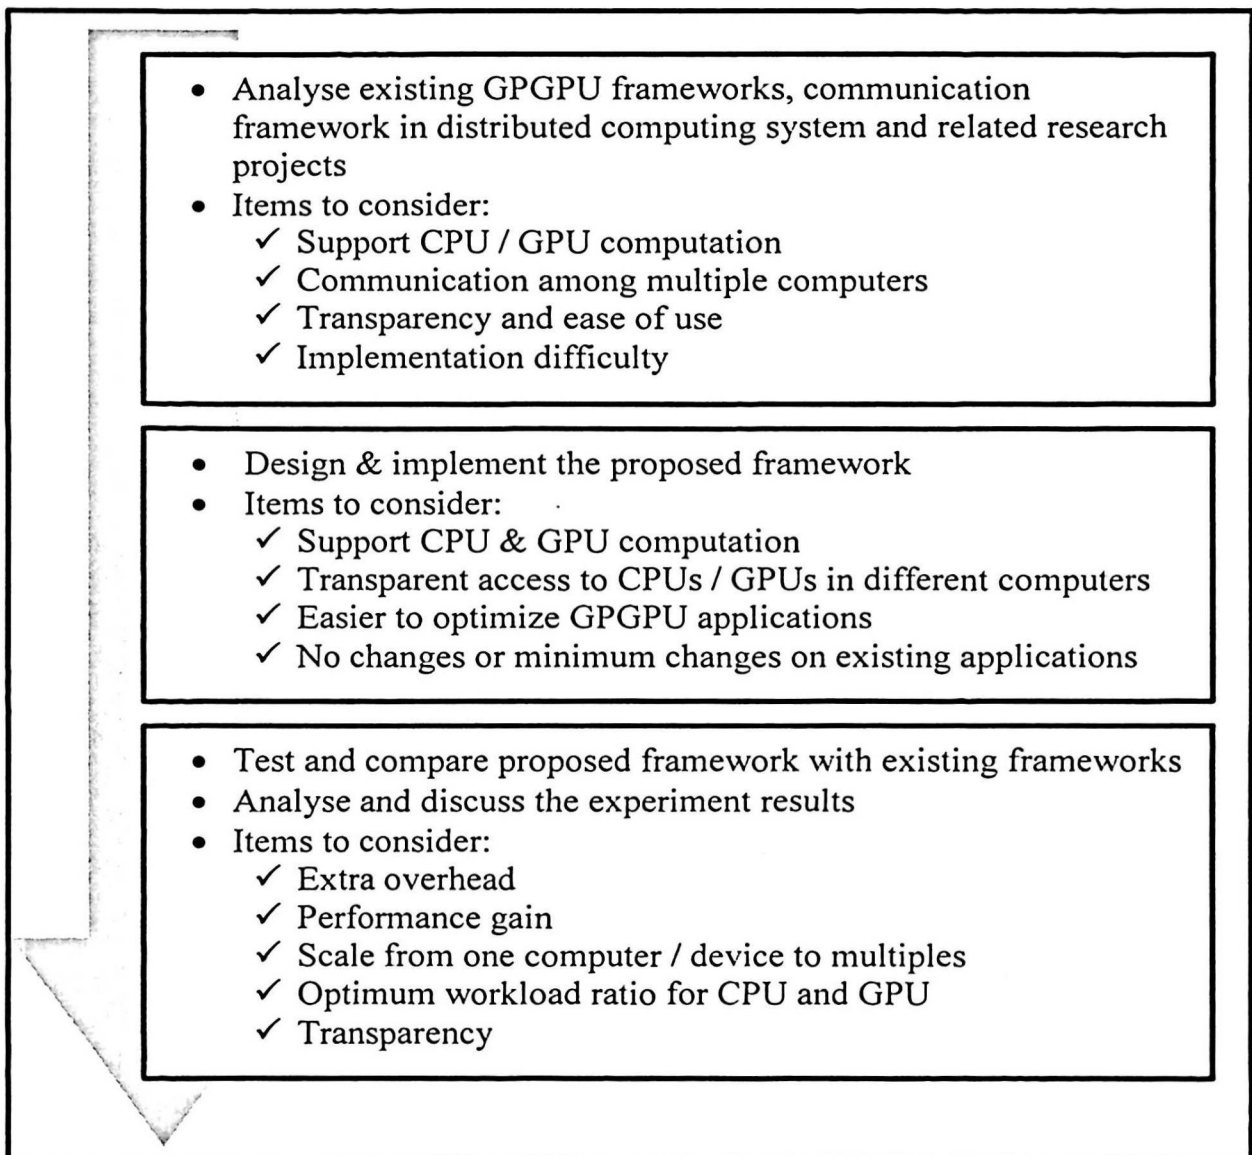 • Analyse existing GPGPU frameworks, communication
framework in distributed computing system and related research
projects
• Items to consider:
✓ Support CPU / GPU computation
✓ Communication among multiple computers
✓ Transparency and ease of use
✓ Implementation difficulty
• Design & implement the proposed framework
• Items to consider:
✓ Support CPU & GPU computation
✓ Transparent access to CPUs / GPUs in different computers
✓ Easier to optimize GPGPU applications
✓ No changes or minimum changes on existing applications
• Test and compare proposed framework with existing frameworks
• Analyse and discuss the experiment results
• Items to consider:
✓ Extra overhead
✓ Performance gain
✓ Scale from one computer / device to multiples
✓ Optimum workload ratio for CPU and GPU
✓ Transparency